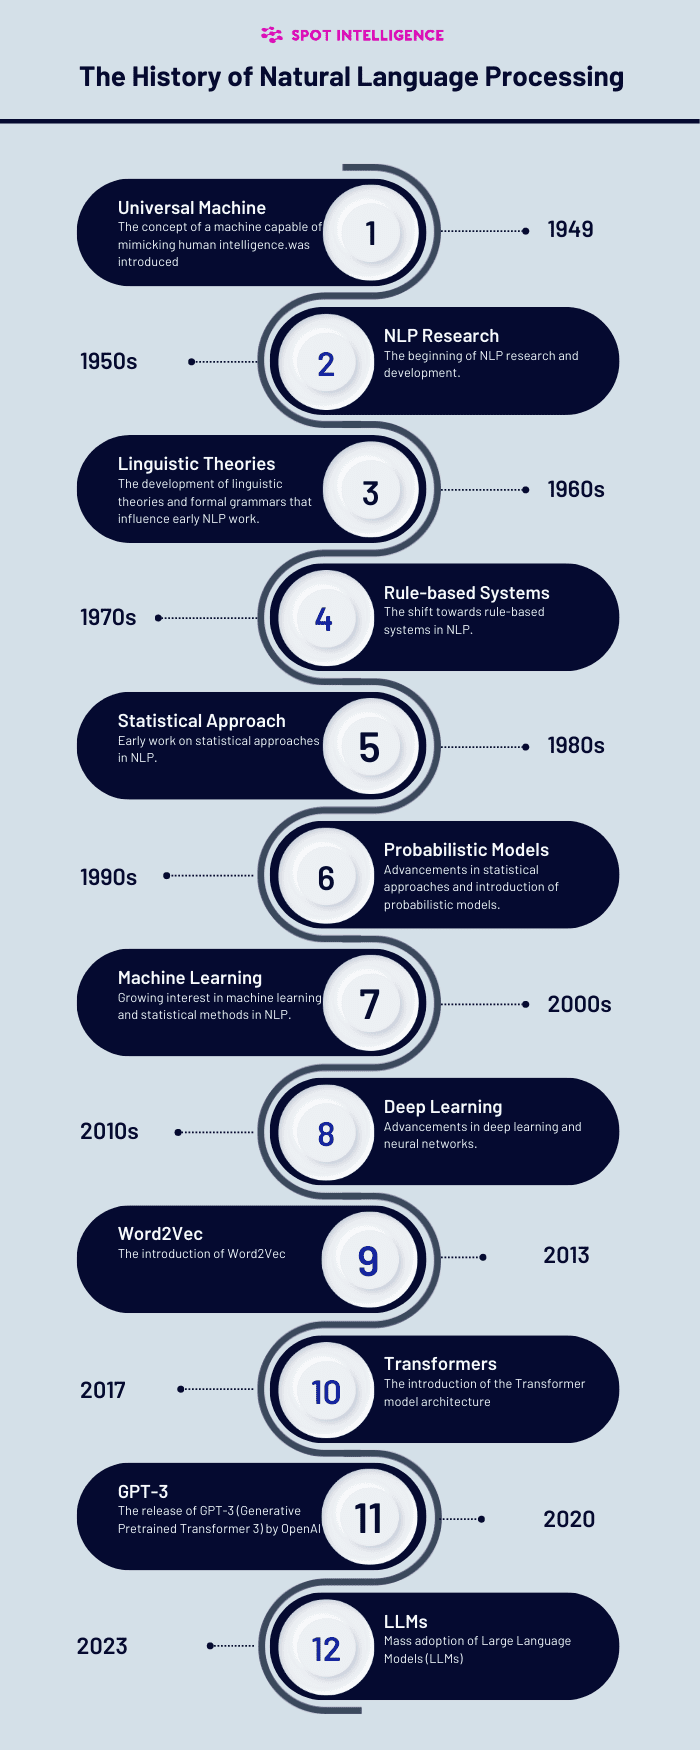 SPOT INTELLIGENCE
The History of Natural Language Processing
Universal Machine
The concept of a machine capable of
mimicking human intelligence.was
introduced
1
1949
1950s
2
NLP Research
The beginning of NLP research and
development.
Linguistic Theories
The development of linguistic
theories and formal grammars that
influence early NLP work.
3
1960s
1970s
4
Rule-based Systems
The shift towards rule-based
systems in NLP.
Statistical Approach
Early work on statistical approaches
in NLP.
5
1980s
1990s
6
Probabilistic Models
Advancements in statistical
approaches and introduction of
probabilistic models.
Machine Learning
Growing interest in machine learning
and statistical methods in NLP.
7
2000s
2010s
8
Deep Learning
Advancements in deep learning and
neural networks.
Word2Vec
The introduction of Word2Vec
9
2013
2017
10
Transformers
The introduction of the Transformer
model architecture
GPT-3
The release of GPT-3 (Generative
Pretrained Transformer 3) by OpenAI
11
2020
2023
12
LLMs
Mass adoption of Large Language
Models (LLMs)